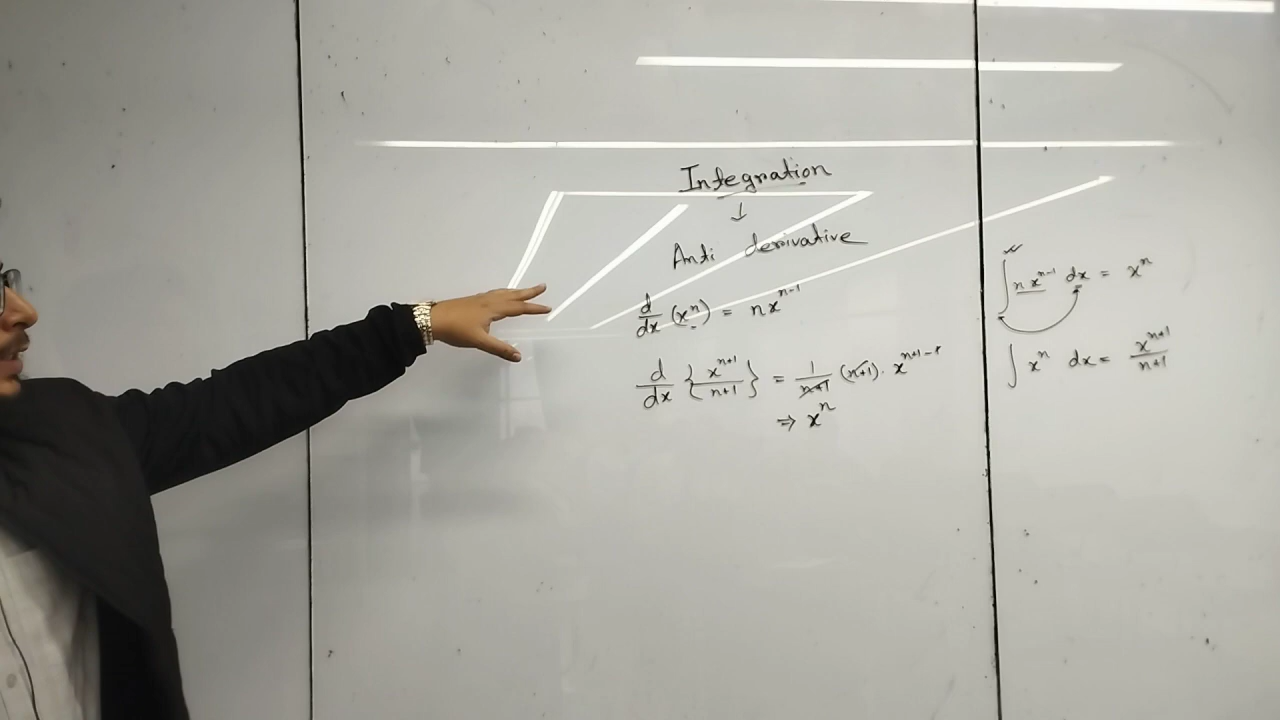 Integration
↓
Anti derivative
d/dx (xⁿ) = nxⁿ⁻¹
d/dx {xⁿ⁺¹/n+1} = 1/n+1 (n+1). xⁿ⁺¹⁻¹
⇒ xⁿ
∫ n xⁿ⁻¹ dx = xⁿ
∫ xⁿ dx = xⁿ⁺¹/n+1